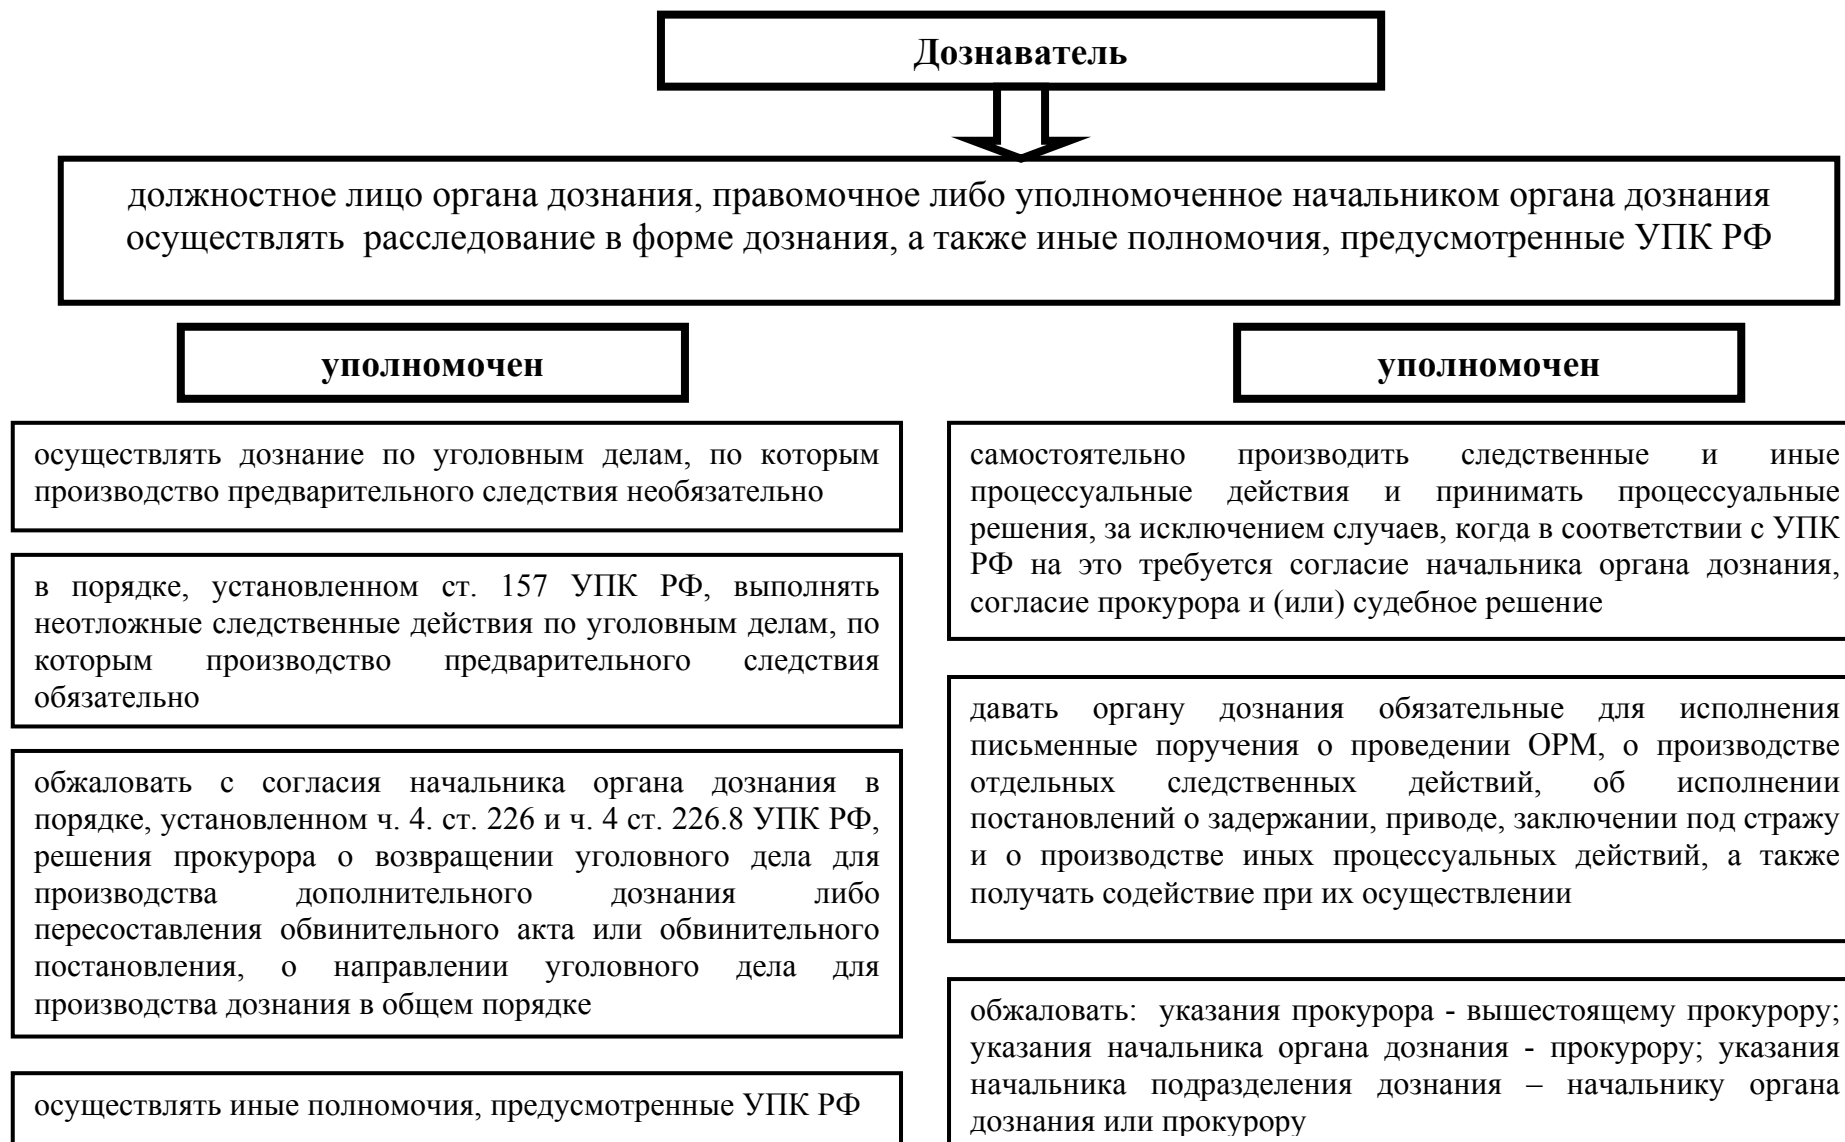 Дознаватель
должностное лицо органа дознания, правомочное либо уполномоченное начальником органа дознания
осуществлять расследование в форме дознания, а также иные полномочия, предусмотренные УПК РФ
уполномочен
осуществлять дознание по уголовным делам, по которым
производство предварительного следствия необязательно
в порядке, установленном ст. 157 УПК РФ, выполнять
неотложные следственные действия по уголовным делам, по
которым производство предварительного следствия
обязательно
обжаловать с согласия начальника органа дознания в
порядке, установленном ч. 4. ст. 226 и ч. 4 ст. 226.8 УПК РФ,
решения прокурора о возвращении уголовного дела для
производства дополнительного дознания либо
пересоставления обвинительного акта или обвинительного
постановления, о направлении уголовного дела для
производства дознания в общем порядке
осуществлять иные полномочия, предусмотренные УПК РФ
уполномочен
самостоятельно производить следственные и иные
процессуальные действия и принимать процессуальные
решения, за исключением случаев, когда в соответствии с УПК
РФ на это требуется согласие начальника органа дознания,
согласие прокурора и (или) судебное решение
давать органу дознания обязательные для исполнения
письменные поручения о проведении ОРМ, о производстве
отдельных следственных действий, об исполнении
постановлений о задержании, приводе, заключении под стражу
и о производстве иных процессуальных действий, а также
получать содействие при их осуществлении
обжаловать: указания прокурора - вышестоящему прокурору;
указания начальника органа дознания - прокурору; указания
начальника подразделения дознания – начальнику органа
дознания или прокурору